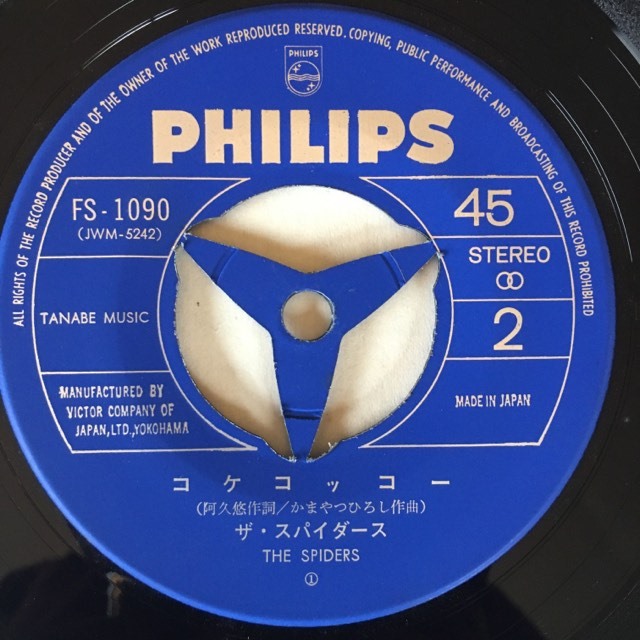 ALL RIGHTS OF THE RECORD PRODUCER AND OF THE OWNER OF THE WORK REPRODUCED RESERVED. COPYING, PUBLIC PERFORMANCE AND BROADCASTING OF THIS RECORD PROHIBITED
PHILIPS
PHILIPS
FS-1090
(JWM-5242)
45
STEREO
TANABE MUSIC
2
MANUFACTURED BY
VICTOR COMPANY OF
JAPAN, LTD., YOKOHAMA
MADE IN JAPAN
コケコッコー
(阿久悠作詞/かまやつひろし作曲)
ザ・スパイダース
THE SPIDERS
①